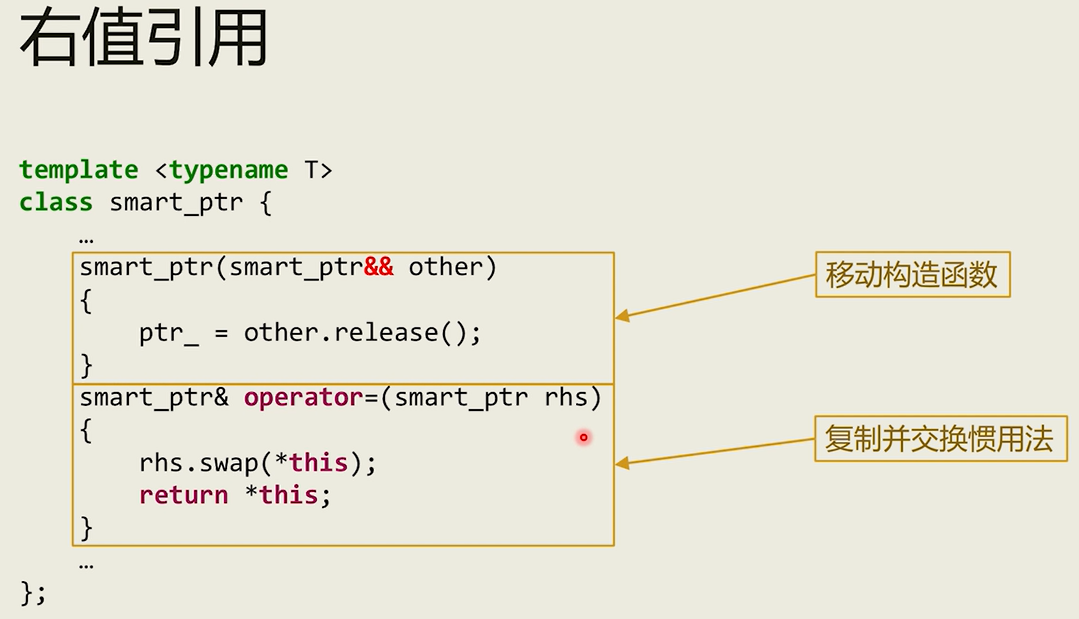 右值引用
template <typename T>
class smart_ptr {
…
smart_ptr(smart_ptr&& other)
{
ptr_ = other.release();
}
移动构造函数
smart_ptr& operator=(smart_ptr rhs)
{
rhs.swap(*this);
return *this;
}
复制并交换惯用法
…
};